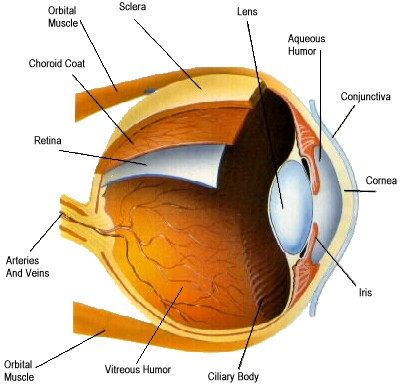 Orbital
Muscle
Sclera
Lens
Aqueous
Humor
Choroid Coat
Conjunctiva
Retina
Cornea
Arteries
And Veins
Iris
Orbital
Muscle
Vitreous Humor
Ciliary Body